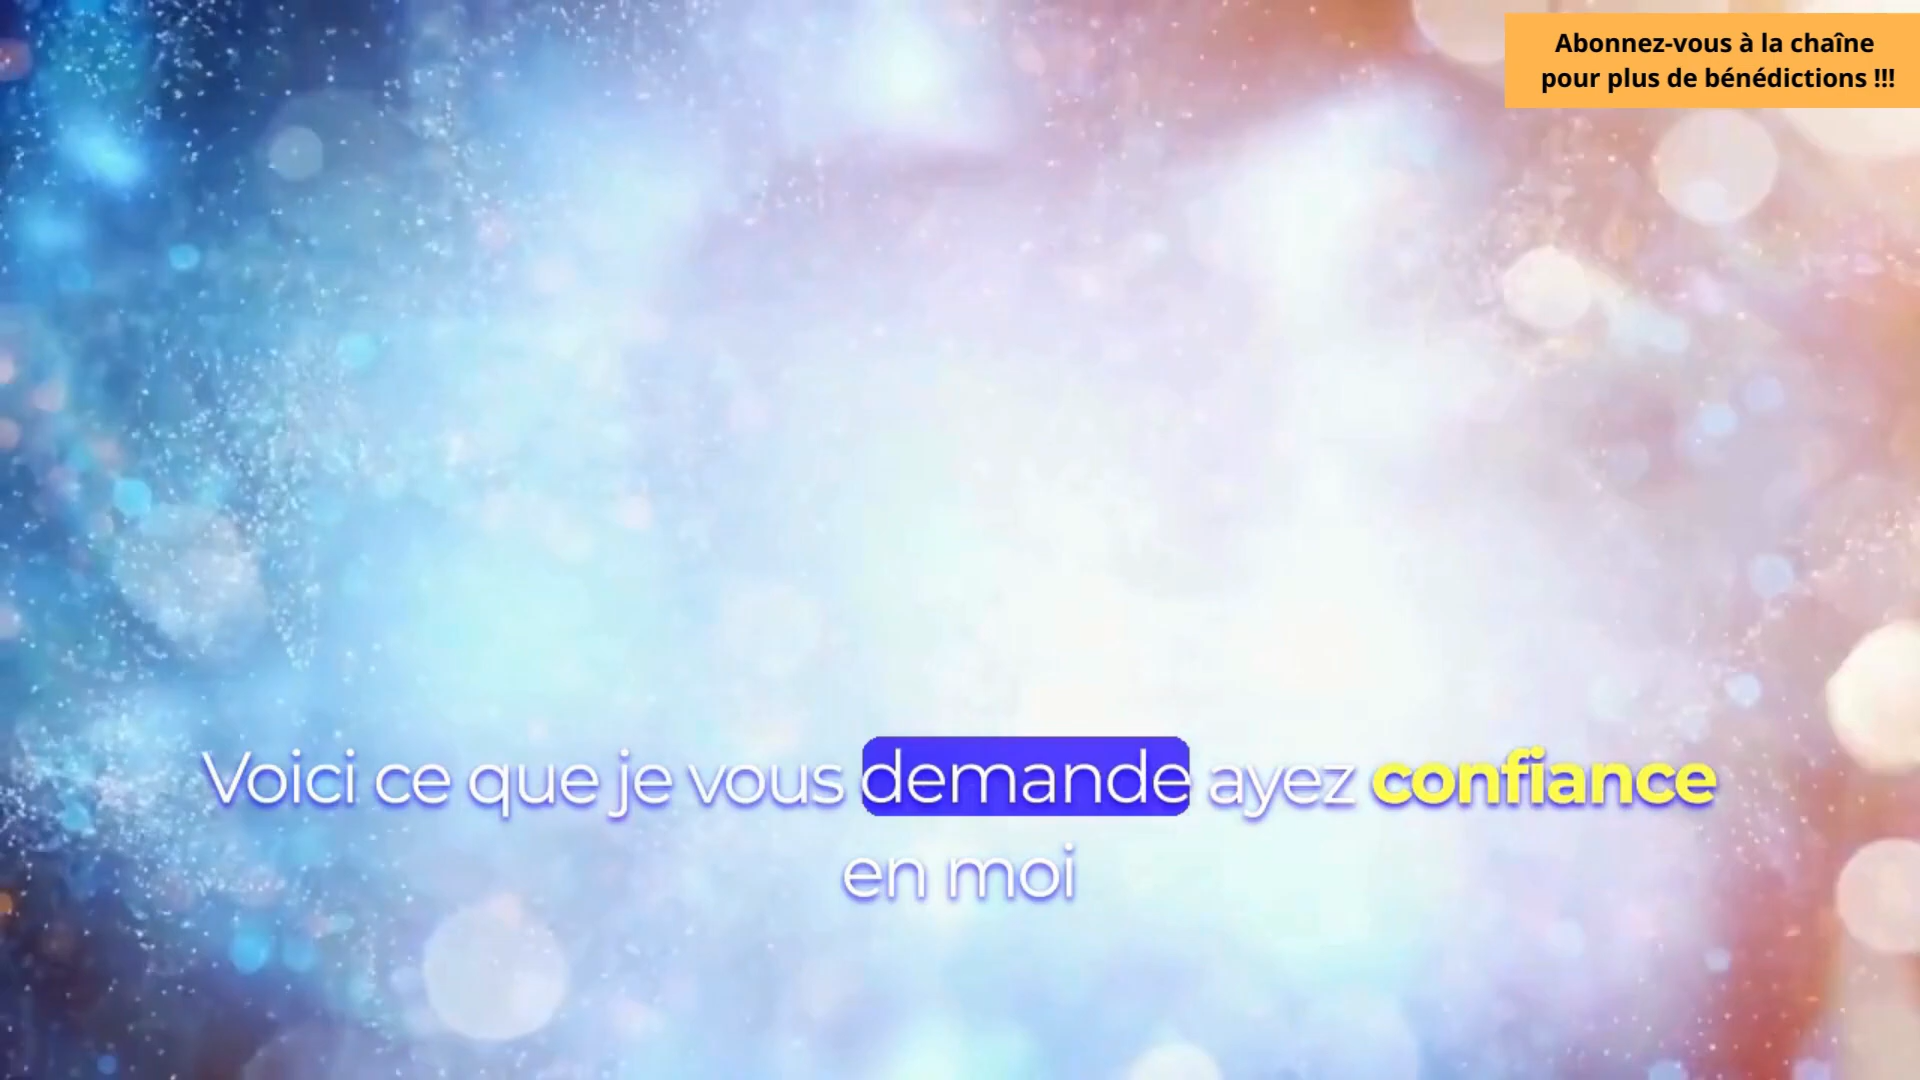 Abonnez-vous à la chaîne
pour plus de bénédictions !!!
Voici ce que je vous demande ayez confiance
en moi